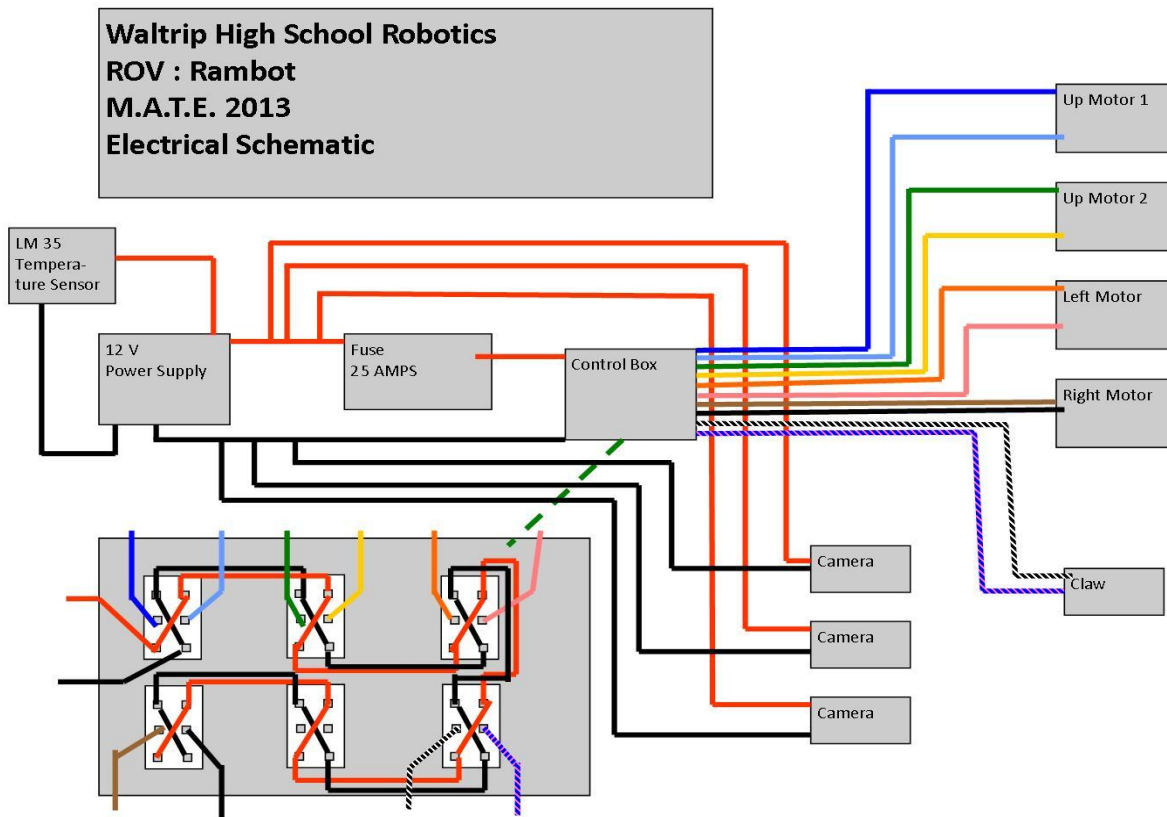 Waltrip High School Robotics
ROV : Rambot
M.A.T.E. 2013
Electrical Schematic
Up Motor 1
Up Motor 2
LM 35
Tempera-
ture Sensor
Left Motor
12 V
Power Supply
Fuse
25 AMPS
Control Box
Right Motor
Camera
Claw
Camera
Camera